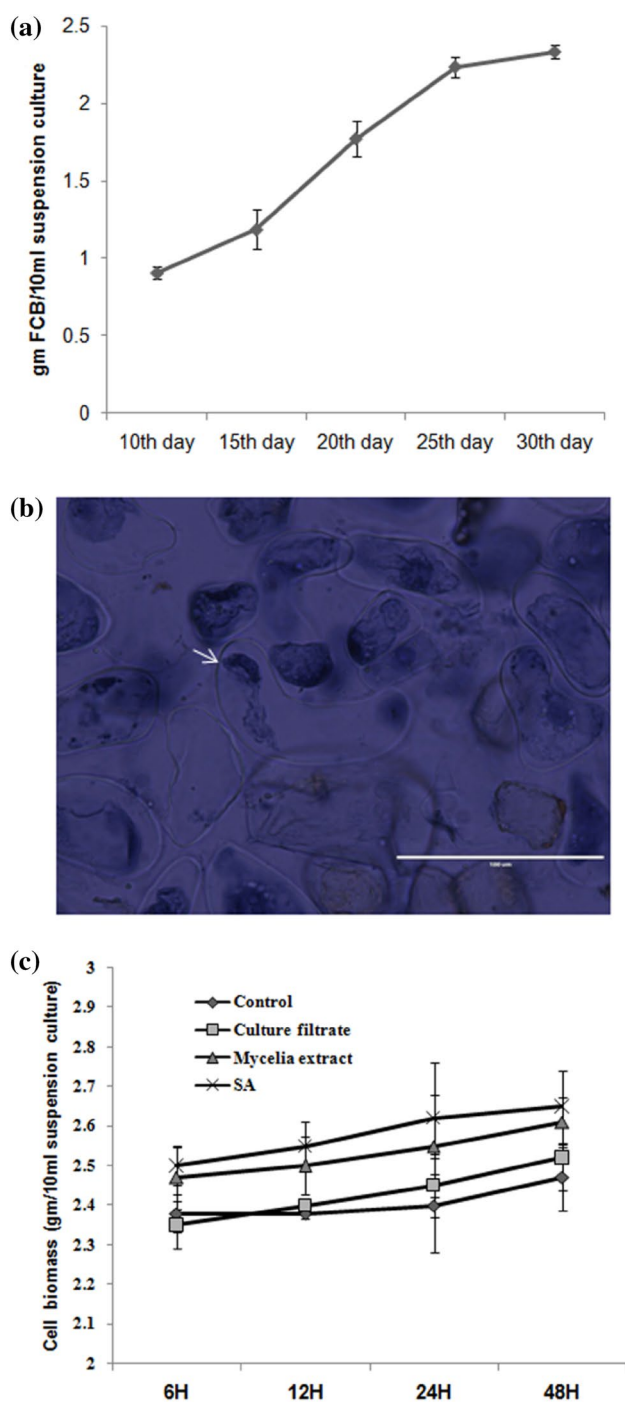 (a)
gm FCB/10ml suspension culture
2.5
2
1.5
1
0.5
0
10th day 15th day 20th day 25th day 30th day
(b)
100 um
(c)
Cell biomass (gm/10ml suspension culture)
3
2.9
2.8
2.7
2.6
2.5
2.4
2.3
2.2
2.1
2
Control
Culture filtrate
Mycelia extract
SA
6H 12H 24H 48H